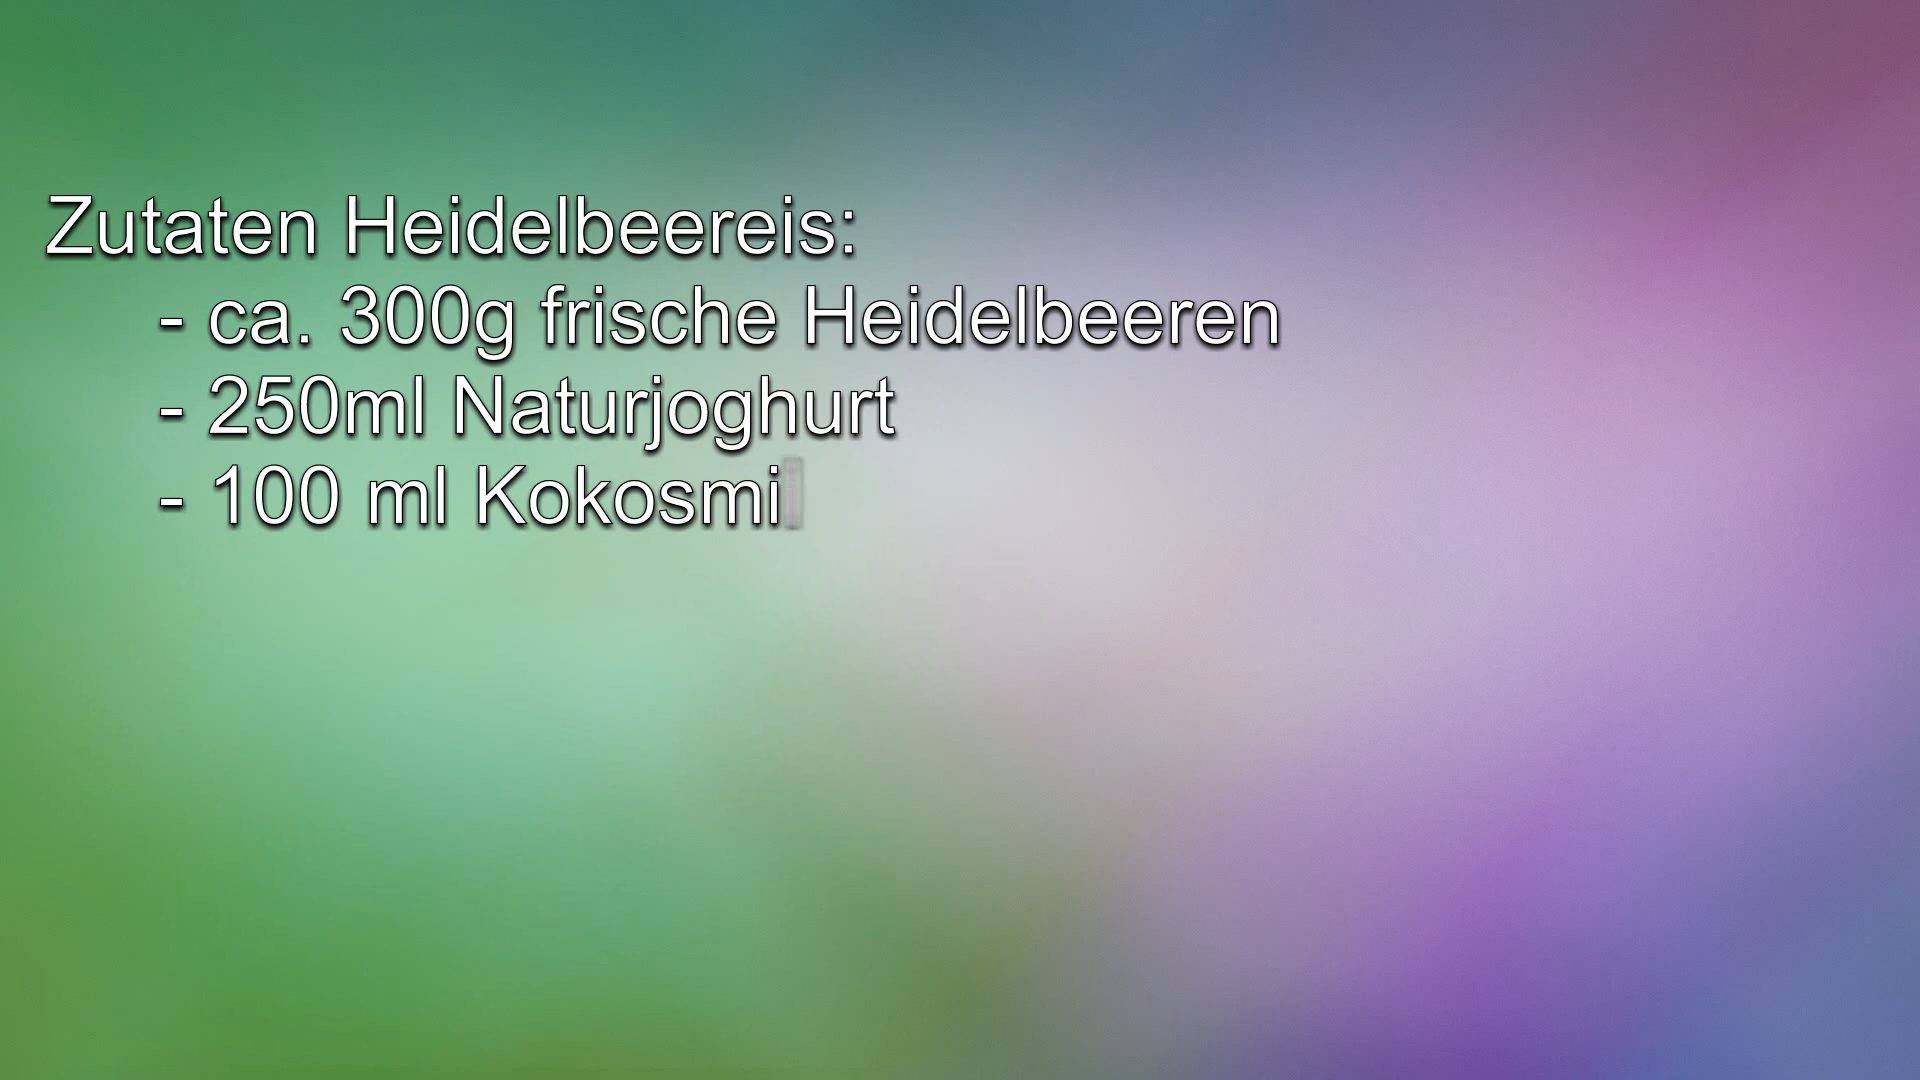 Zutaten Heidelbeereis:
- ca. 300g frische Heidelbeeren
- 250ml Naturjoghurt
- 100 ml Kokosmi